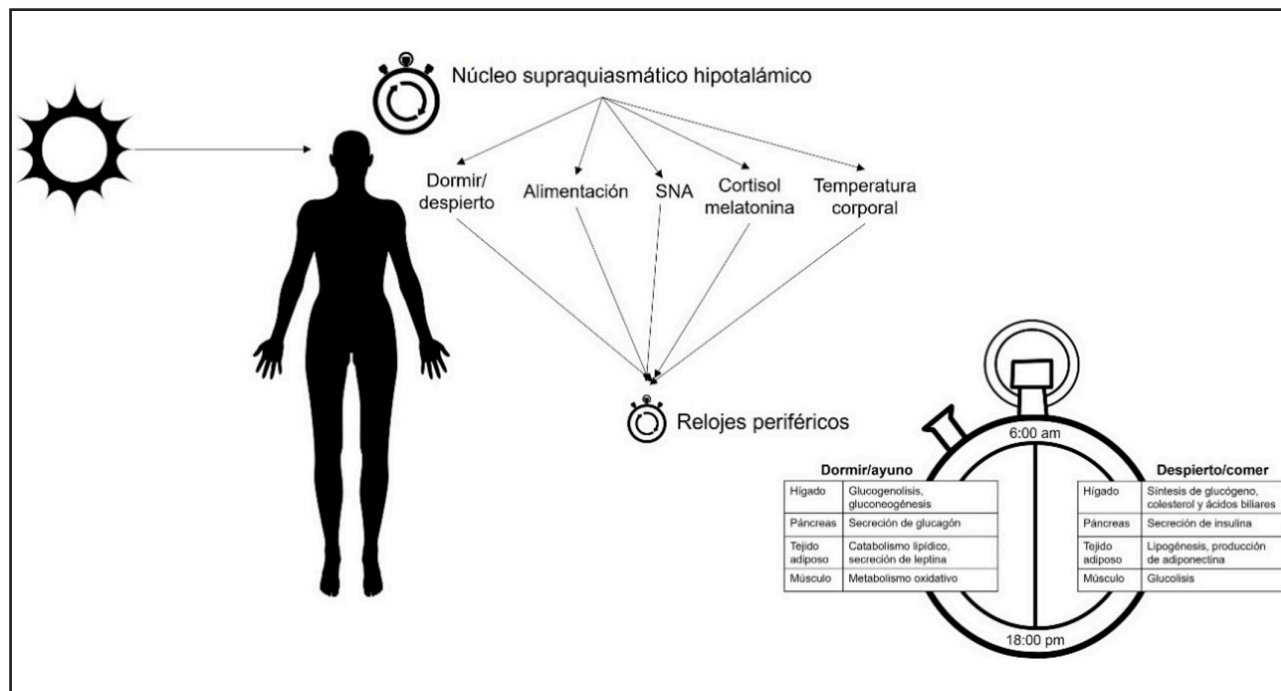 Núcleo supraquiasmático hipotalámico
Dormir/
despierto
Alimentación
SNA
Cortisol
melatonina
Temperatura
corporal
Relojes periféricos
6:00 am
Dormir/ayuno
Hígado Glucogenolisis,
gluconeogénesis
Páncreas Secreción de glucagón
Tejido
adiposo
Catabolismo lipídico,
secreción de leptina
Músculo Metabolismo oxidativo
Despierto/comer
Hígado Síntesis de glucógeno,
colesterol y ácidos biliares
Páncreas Secreción de insulina
Tejido
adiposo
Lipogénesis, producción
de adiponectina
Músculo Glucolisis
18:00 pm